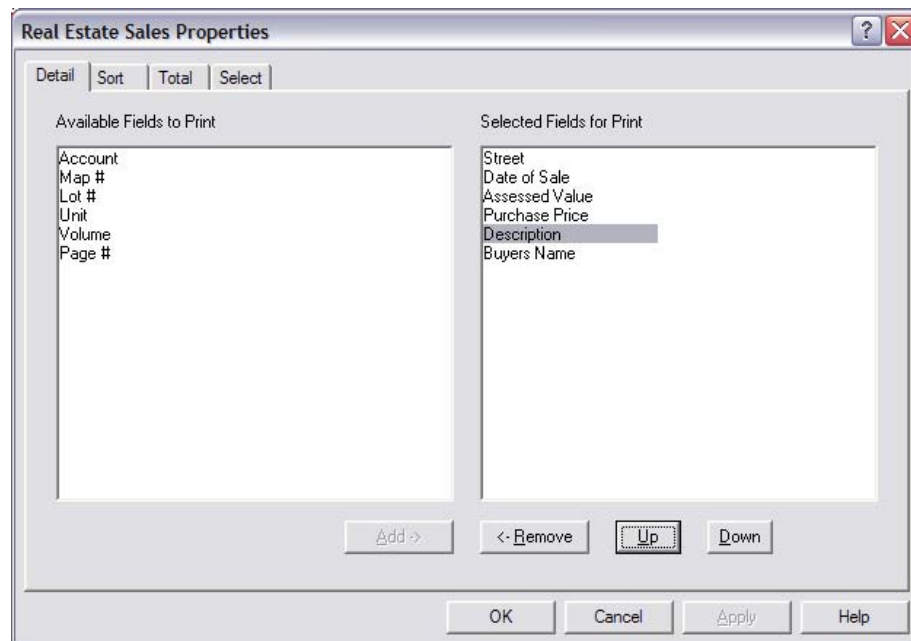 Real Estate Sales Properties
?
X
Detail Sort Total Select
Available Fields to Print
Account
Map #
Lot #
Unit
Volume
Page #
Selected Fields for Print
Street
Date of Sale
Assessed Value
Purchase Price
Description
Buyers Name
Add -> <- Remove Up Down
OK Cancel Apply Help